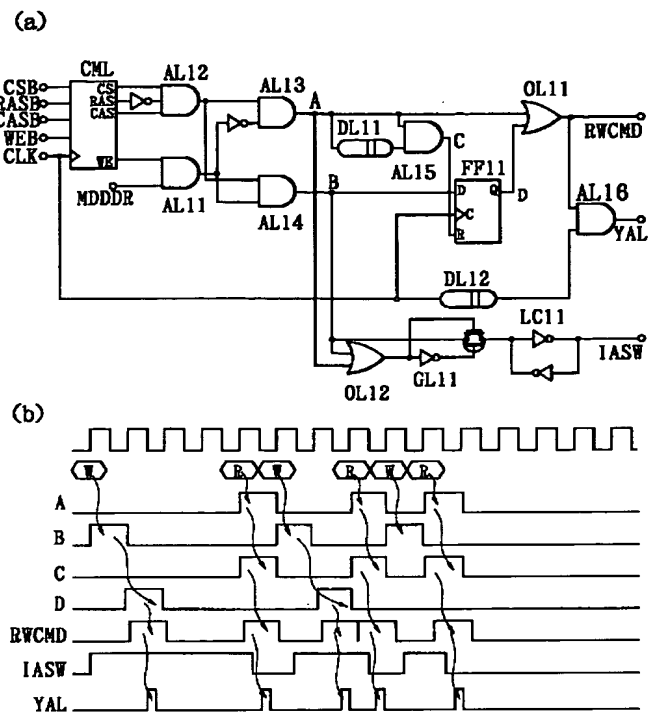 (a)
CML
AL12
AL13
OL11
CSB
RASB
CASB
WEB
CLK
CS
RAS
CAS
WE
A
DL11
C
RWCMD
AL15
FF11
AL16
MDDDR
AL11
AL14
B
D
Q
C
R
D
YAL
DL12
LC11
IASW
OL12
GL11
(b)
W
R
W
R
W
R
A
B
C
D
RWCMD
IASW
YAL